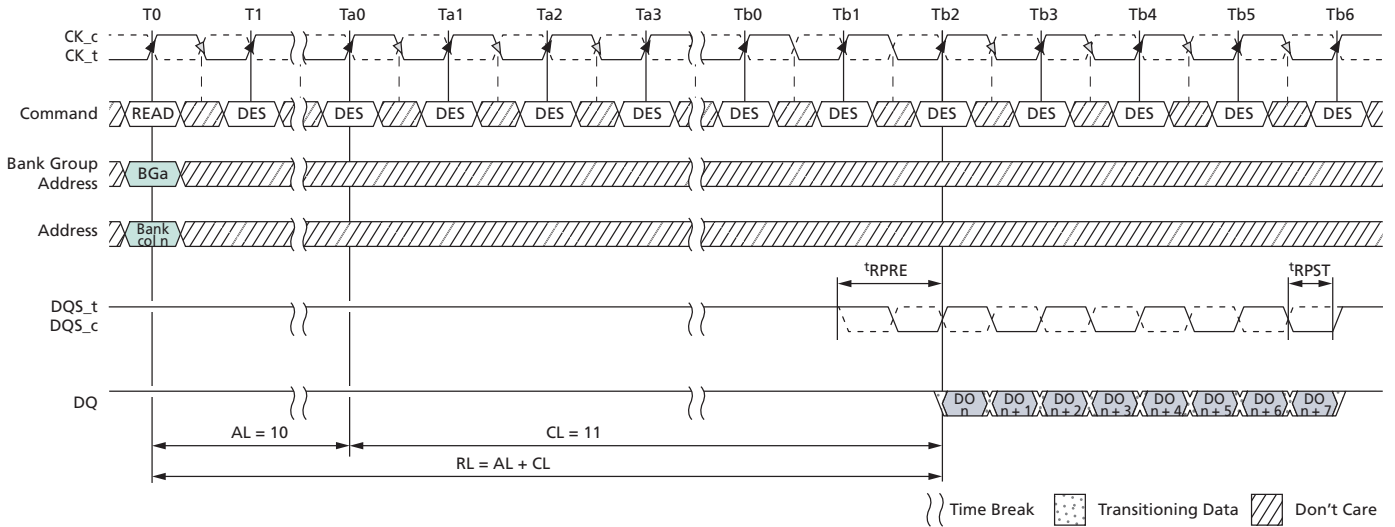 T0 T1 Ta0 Ta1 Ta2 Ta3 Tb0 Tb1 Tb2 Tb3 Tb4 Tb5 Tb6
CK_c
CK_t
Command READ DES DES DES DES DES DES DES DES DES DES DES DES
Bank Group
Address
BGa
Address
Bank
col n
tRPRE tRPST
DQS_t
DQS_c
DQ
DO DO DO DO DO DO DO DO
n n + 1 n + 2 n + 3 n + 4 n + 5 n + 6 n + 7
AL = 10 CL = 11
RL = AL + CL
Time Break Transitioning Data Don't Care